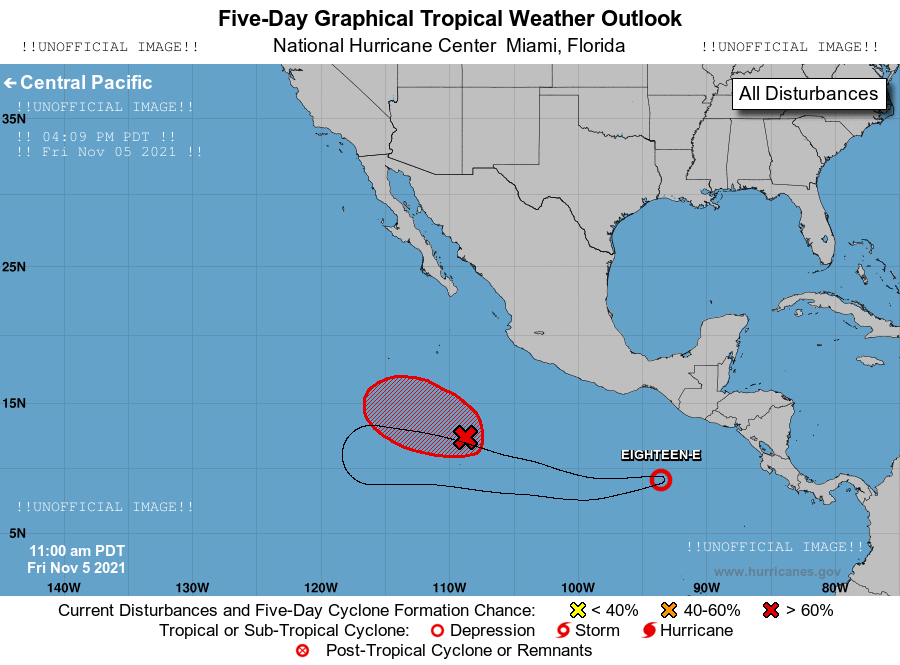 Five-Day Graphical Tropical Weather Outlook
!!UNOFFICIAL IMAGE!! National Hurricane Center Miami, Florida !!UNOFFICIAL IMAGE!!
← Central Pacific
All Disturbances
!!UNOFFICIAL IMAGE!!
35N
!! 04:09 PM PDT !!
!! Fri Nov 05 2021 !!
25N
15N
EIGHTEEN-E
!!UNOFFICIAL IMAGE!!
5N
!!UNOFFICIAL IMAGE!!
11:00 am PDT
Fri Nov 5 2021
www.hurricanes.gov
140W 130W 120W 110W 100W 90W 80W
Current Disturbances and Five-Day Cyclone Formation Chance: < 40% 40-60% > 60%
Tropical or Sub-Tropical Cyclone: Depression Storm Hurricane
Post-Tropical Cyclone or Remnants